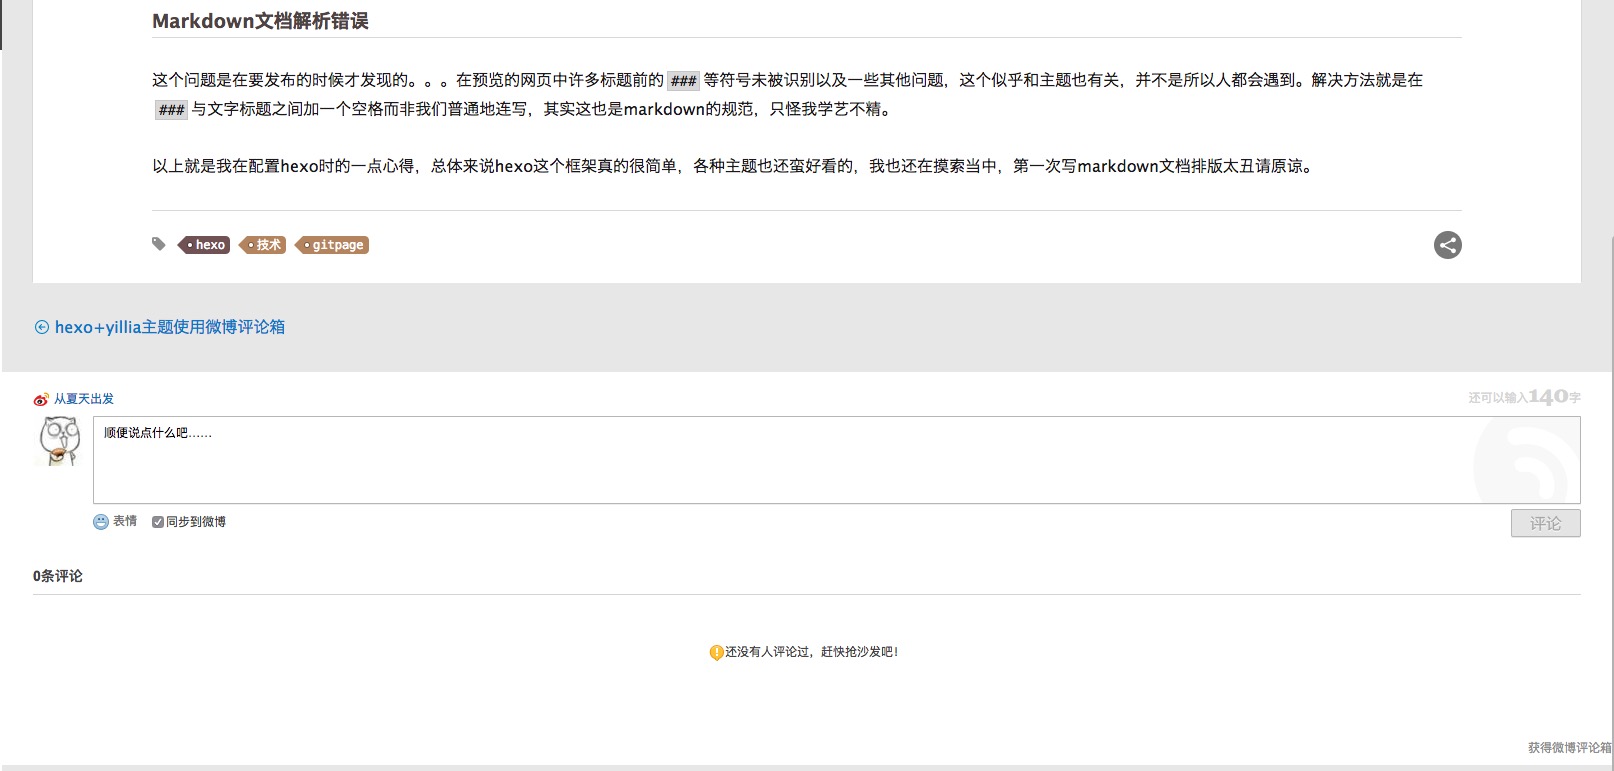 Markdown文档解析错误
这个问题是在要发布的时候才发现的。。。在预览的网页中许多标题前的 ### 等符号未被识别以及一些其他问题，这个似乎和主题也有关，并不是所以人都会遇到。解决方法就是在
### 与文字标题之间加一个空格而非我们普通地连写，其实这也是markdown的规范，只怪我学艺不精。
以上就是我在配置hexo时的一点心得，总体来说hexo这个框架真的很简单，各种主题也还蛮好看的，我也还在摸索当中，第一次写markdown文档排版太丑请原谅。
hexo 技术 gitpage
hexo+yillia主题使用微博评论箱
从夏天出发 还可以输入140字
顺便说点什么吧......
表情 同步到微博 评论
0条评论
还没有人评论过，赶快抢沙发吧！
获得微博评论箱